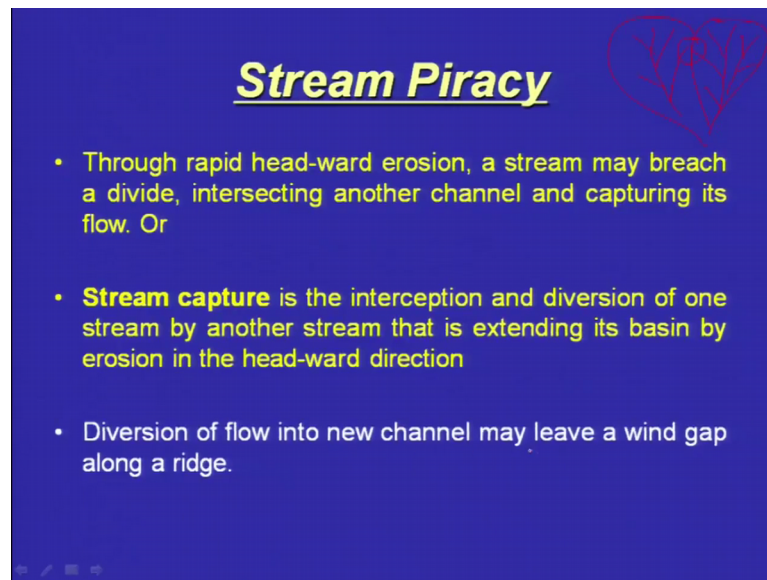 Stream Piracy
• Through rapid head-ward erosion, a stream may breach
a divide, intersecting another channel and capturing its
flow. Or
• Stream capture is the interception and diversion of one
stream by another stream that is extending its basin by
erosion in the head-ward direction
• Diversion of flow into new channel may leave a wind gap
along a ridge.